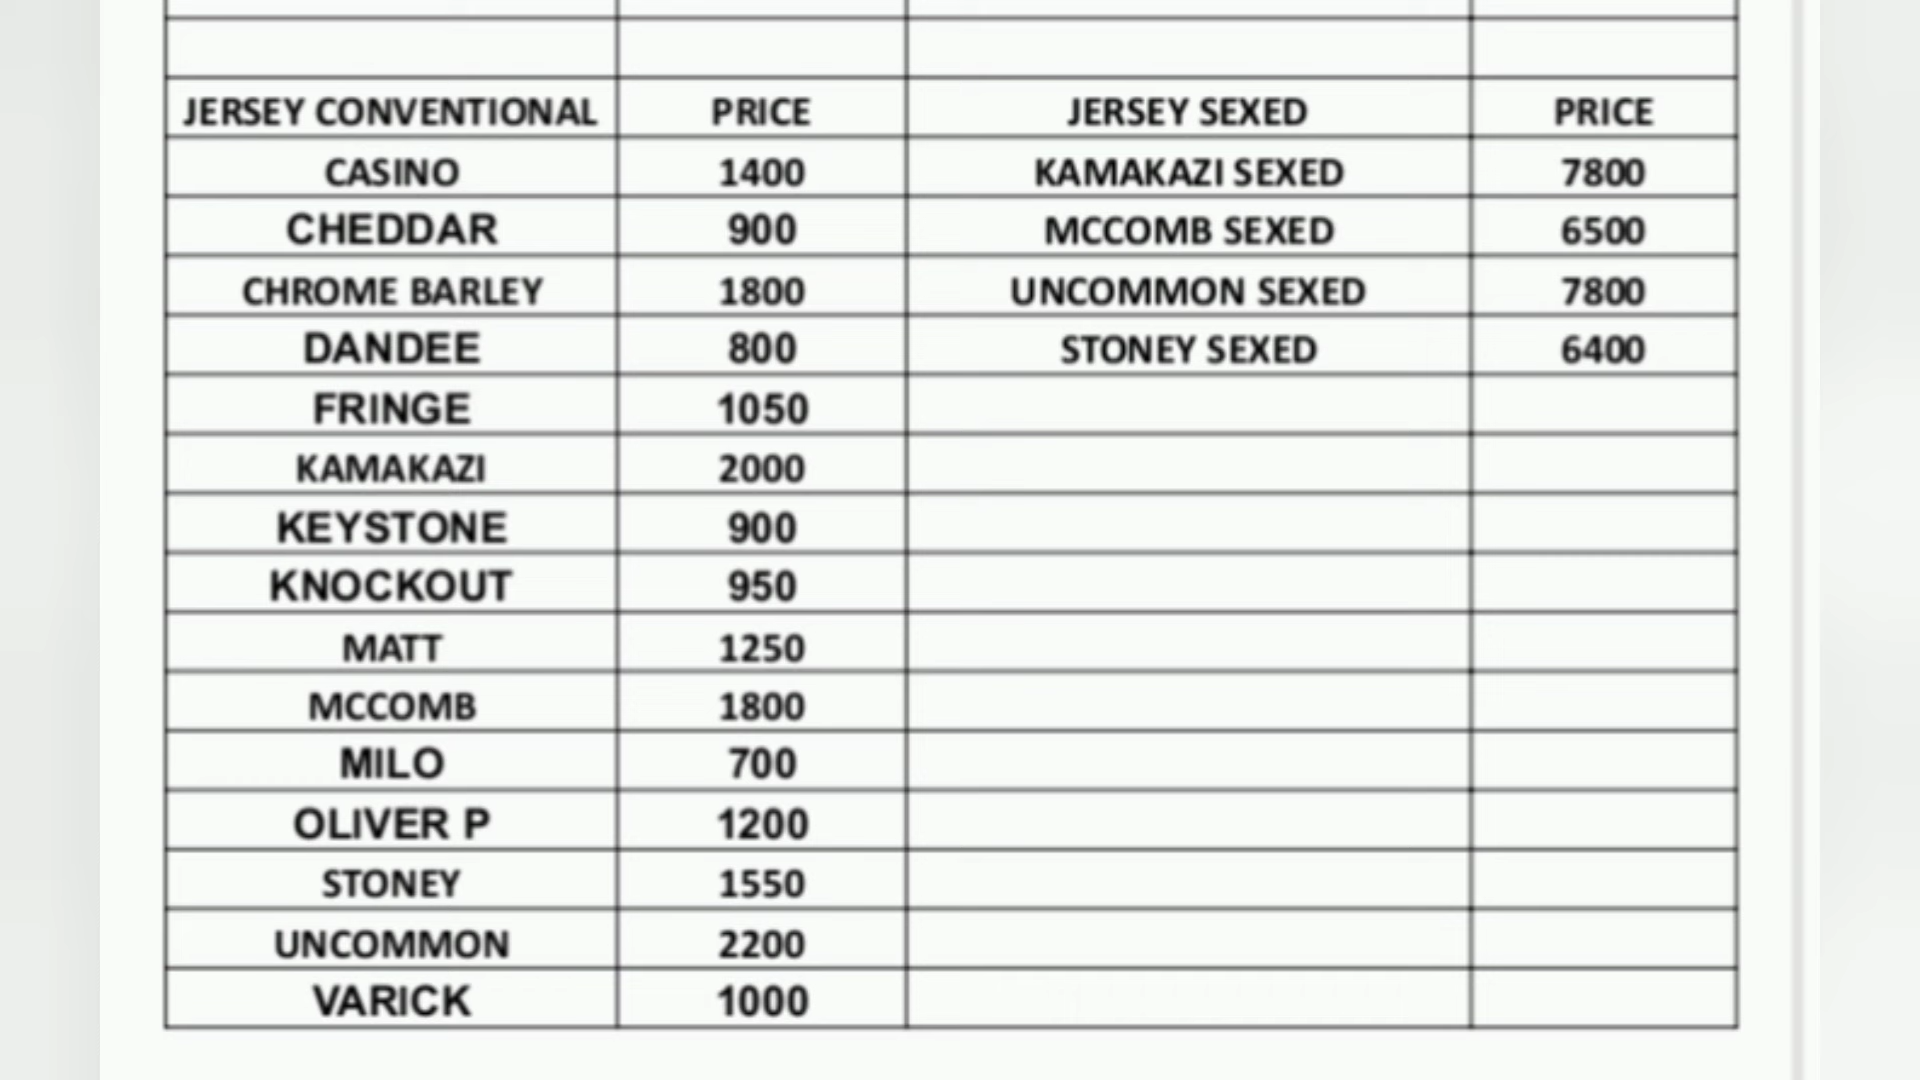 JERSEY CONVENTIONAL PRICE JERSEY SEXED PRICE
CASINO 1400 KAMAKAZI SEXED 7800
CHEDDAR 900 MCCOMB SEXED 6500
CHROME BARLEY 1800 UNCOMMON SEXED 7800
DANDEE 800 STONEY SEXED 6400
FRINGE 1050
KAMAKAZI 2000
KEYSTONE 900
KNOCKOUT 950
MATT 1250
MCCOMB 1800
MILO 700
OLIVER P 1200
STONEY 1550
UNCOMMON 2200
VARICK 1000